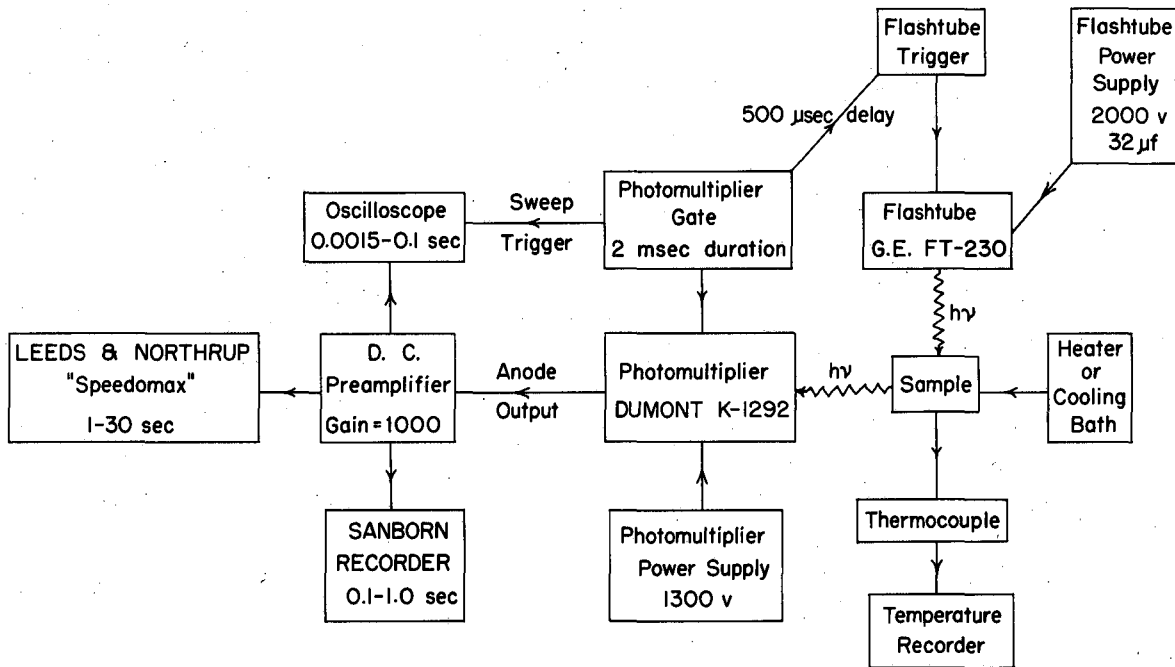 Flashtube
Trigger
Flashtube
Power
Supply
2000 v
32 μf
500 μsec delay
Oscilloscope
0.0015-0.1 sec
Sweep
Trigger
Photomultiplier
Gate
2 msec duration
Flashtube
G.E. FT-230
hν
LEEDS & NORTHRUP
"Speedomax"
1-30 sec
D. C.
Preamplifier
Gain = 1000
Anode
Output
Photomultiplier
DUMONT K-1292
hν
Sample
Heater
or
Cooling
Bath
SANBORN
RECORDER
0.1-1.0 sec
Photomultiplier
Power Supply
1300 v
Thermocouple
Temperature
Recorder